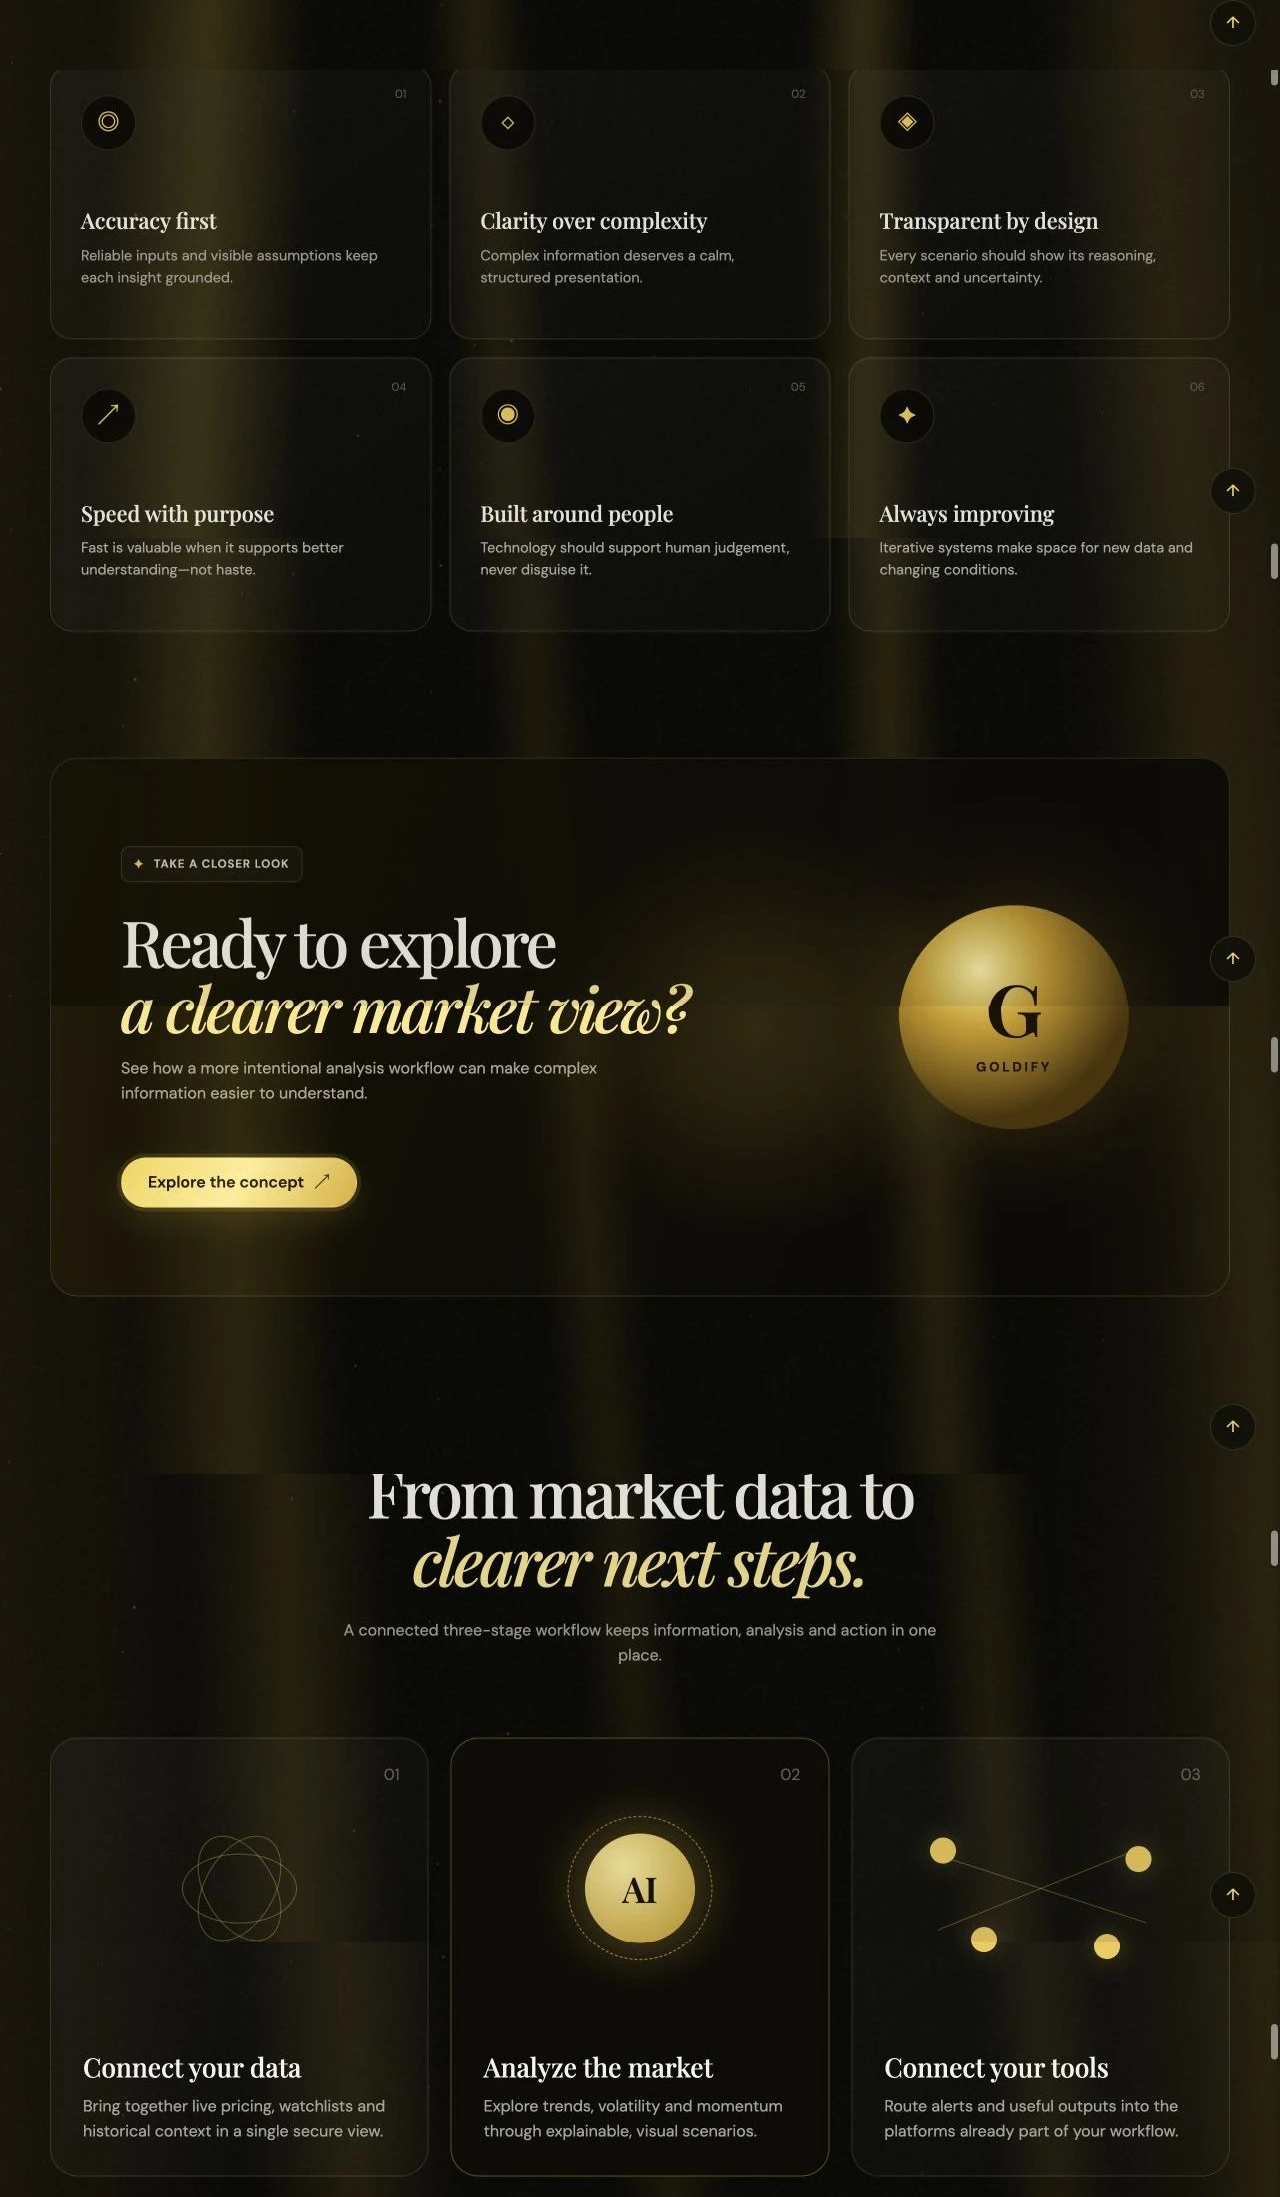 01
02
03
Accuracy first
Clarity over complexity
Transparent by design
Reliable inputs and visible assumptions keep
each insight grounded.
Complex information deserves a calm,
structured presentation.
Every scenario should show its reasoning,
context and uncertainty.
04
05
06
Speed with purpose
Built around people
Always improving
Fast is valuable when it supports better
understanding—not haste.
Technology should support human judgement,
never disguise it.
Iterative systems make space for new data and
changing conditions.
TAKE A CLOSER LOOK
Ready to explore
a clearer market view?
See how a more intentional analysis workflow can make complex
information easier to understand.
Explore the concept
G
GOLDIFY
From market data to
clearer next steps.
A connected three-stage workflow keeps information, analysis and action in one
place.
01
02
03
AI
Connect your data
Analyze the market
Connect your tools
Bring together live pricing, watchlists and
historical context in a single secure view.
Explore trends, volatility and momentum
through explainable, visual scenarios.
Route alerts and useful outputs into the
platforms already part of your workflow.